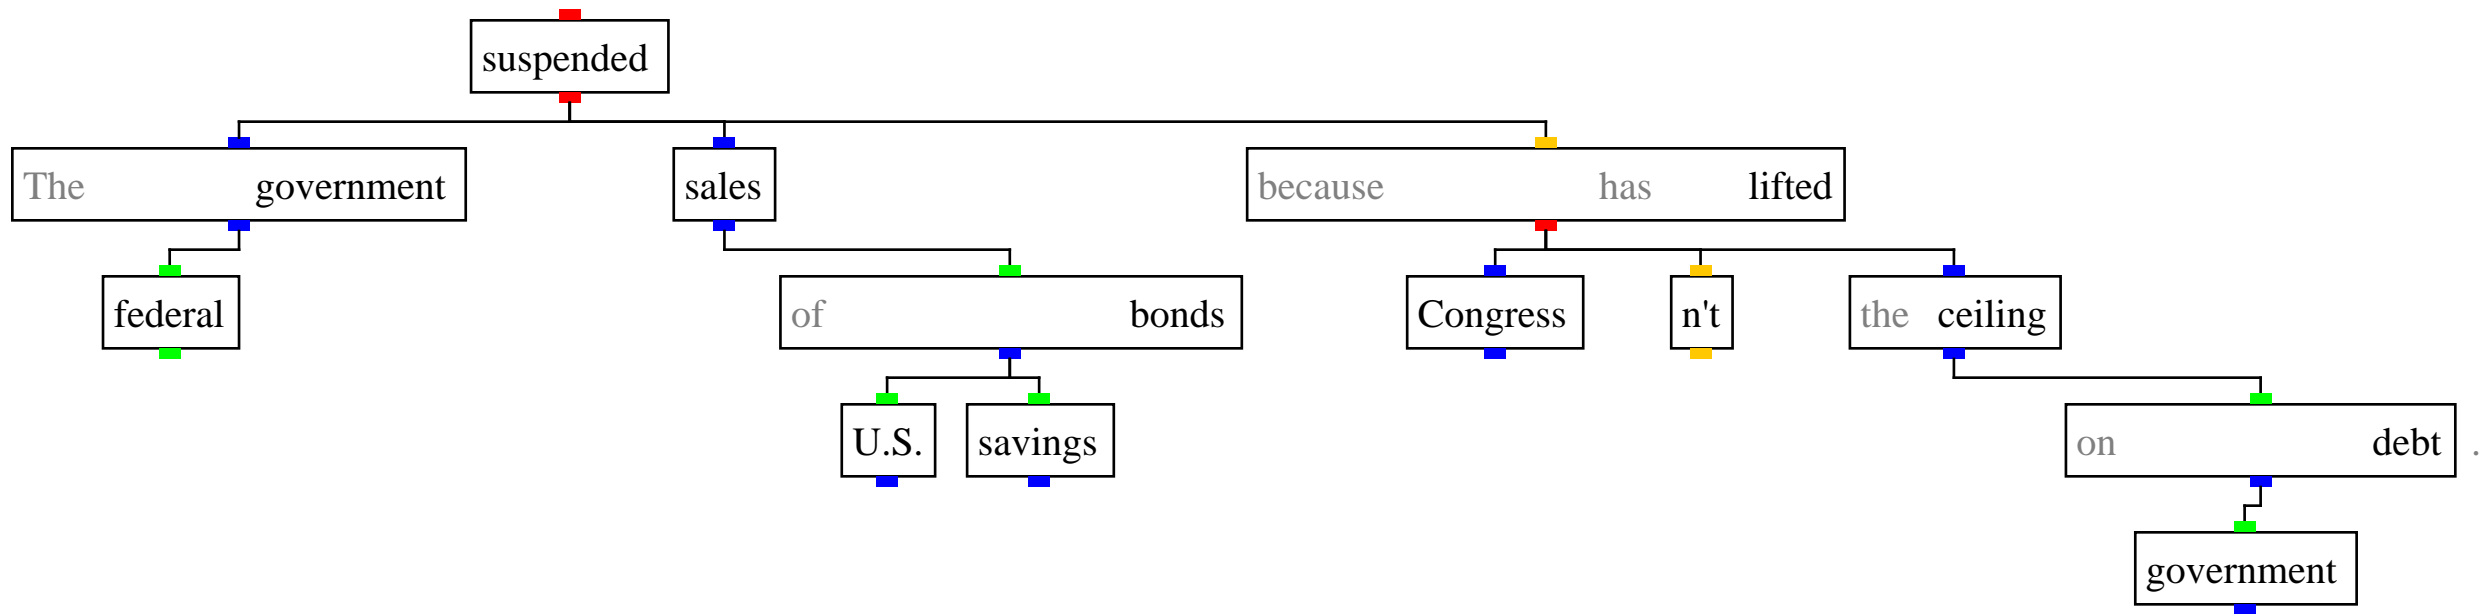 suspended
The government sales because has lifted
federal of bonds Congress n't the ceiling
U.S. savings on debt .
government